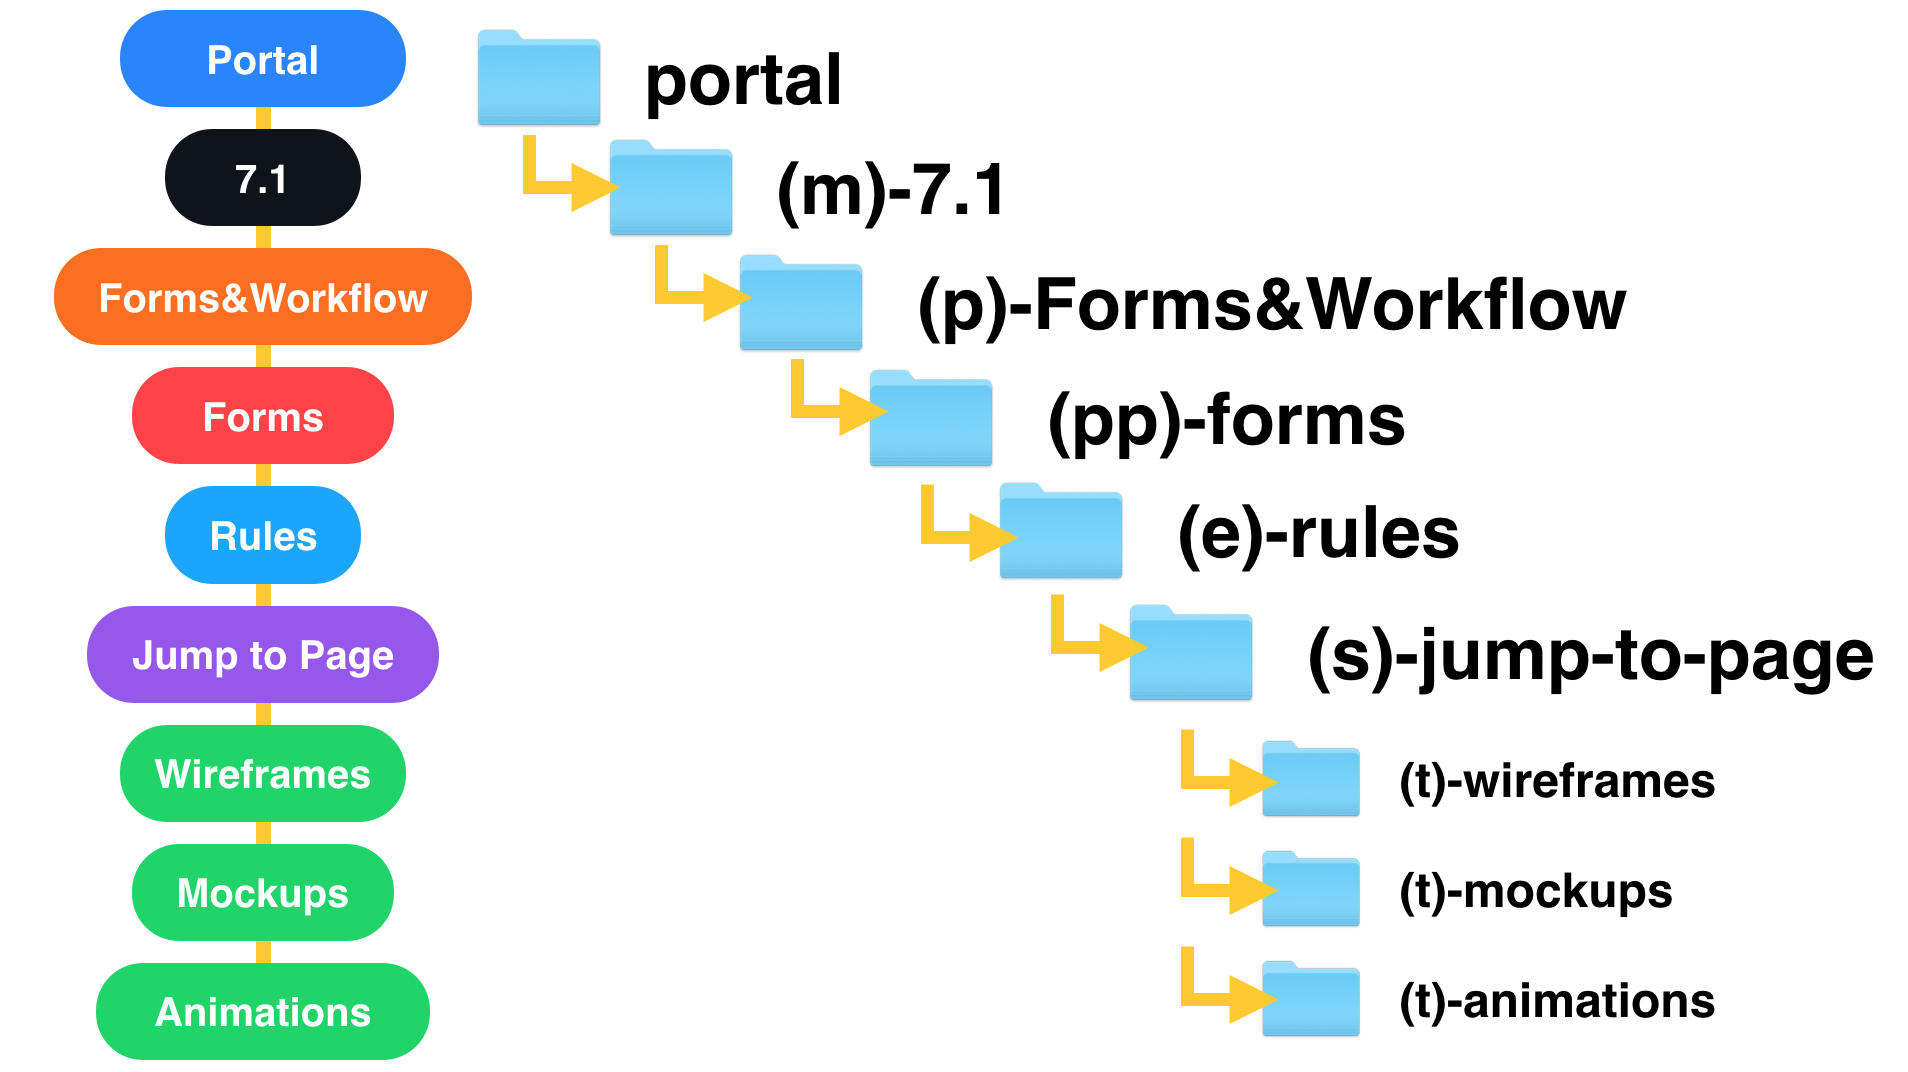 Portal
7.1
Forms&Workflow
Forms
Rules
Jump to Page
Wireframes
Mockups
Animations
portal
(m)-7.1
(p)-Forms&Workflow
(pp)-forms
(e)-rules
(s)-jump-to-page
(t)-wireframes
(t)-mockups
(t)-animations